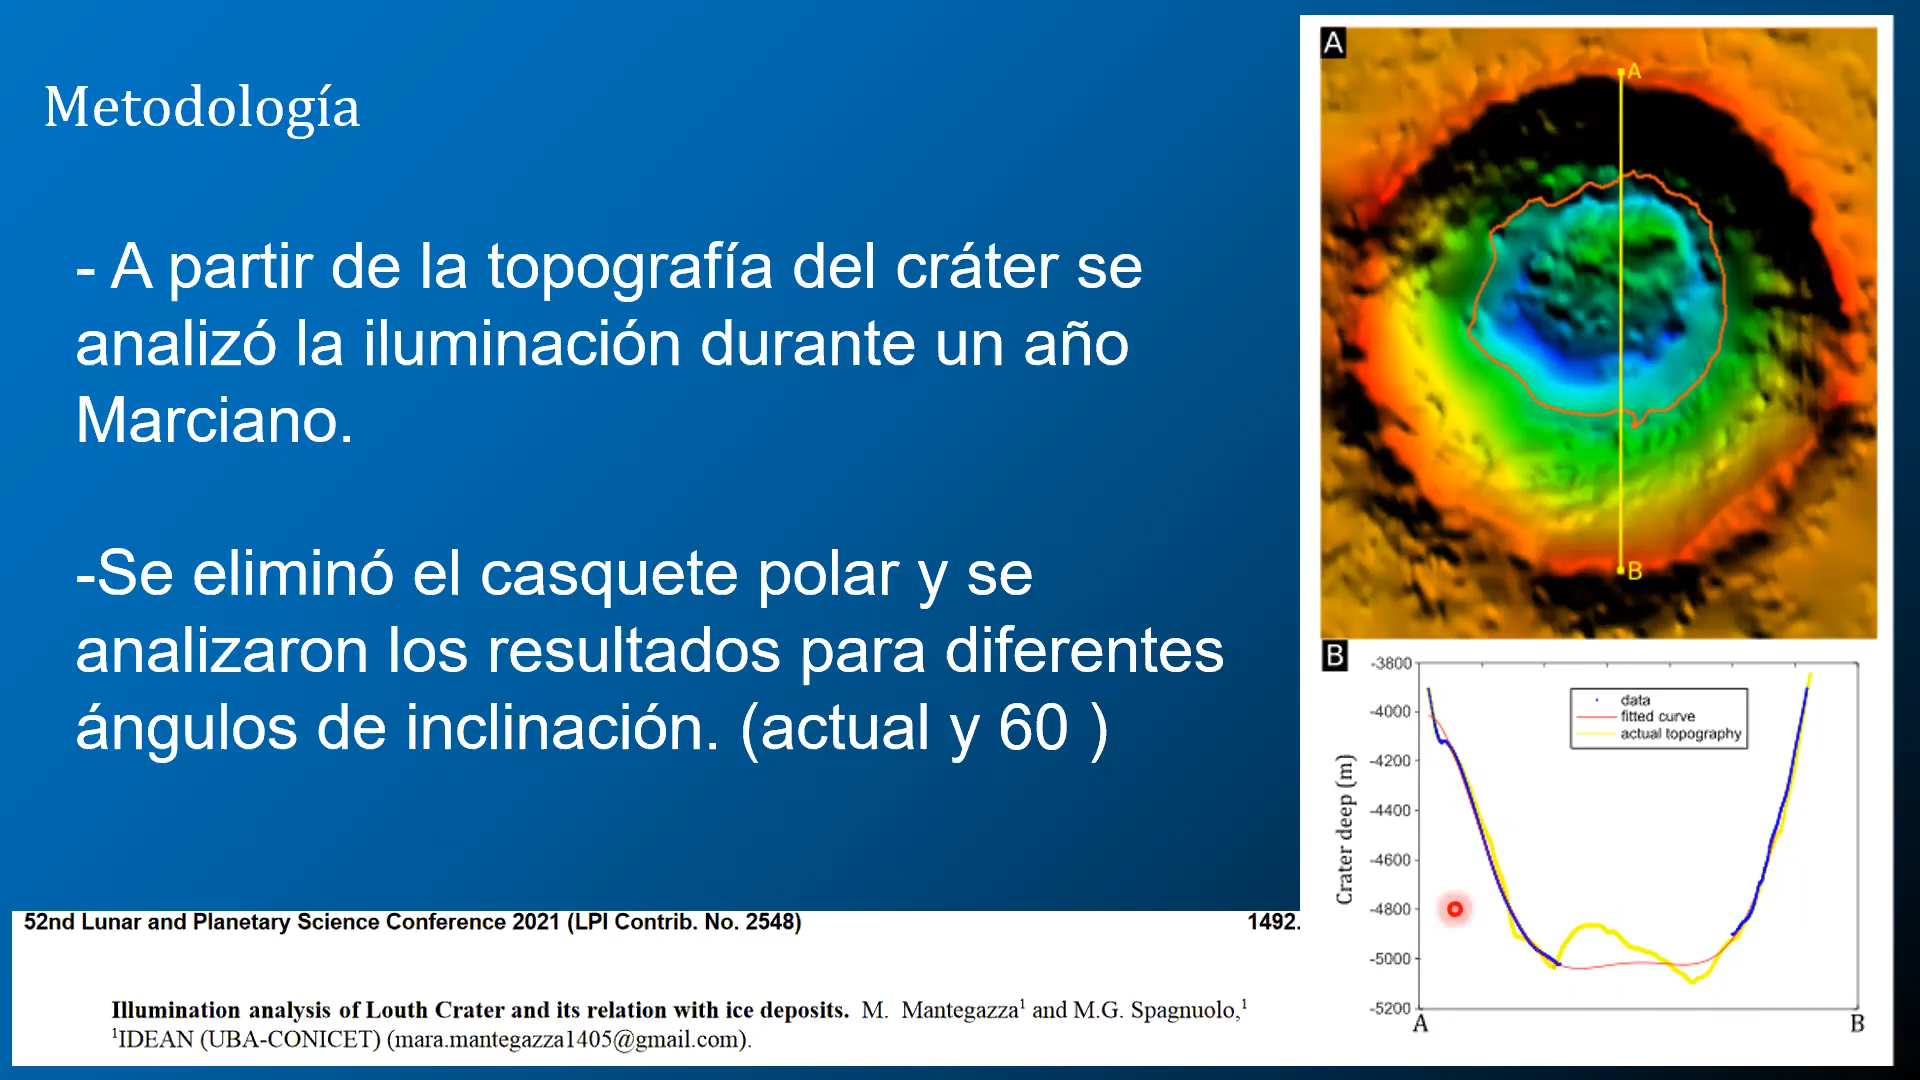 Metodología
- A partir de la topografía del cráter se
analizó la iluminación durante un año
Marciano.
-Se eliminó el casquete polar y se
analizaron los resultados para diferentes
ángulos de inclinación. (actual y 60 )
52nd Lunar and Planetary Science Conference 2021 (LPI Contrib. No. 2548)
1492.
Illumination analysis of Louth Crater and its relation with ice deposits. M. Mantegazza¹ and M.G. Spagnuolo,¹
¹IDEAN (UBA-CONICET) (mara.mantegazza1405@gmail.com).
A
A
B
B
-3800
-4000
-4200
-4400
-4600
-4800
-5000
-5200
Crater deep (m)
data
fitted curve
actual topography
A
B